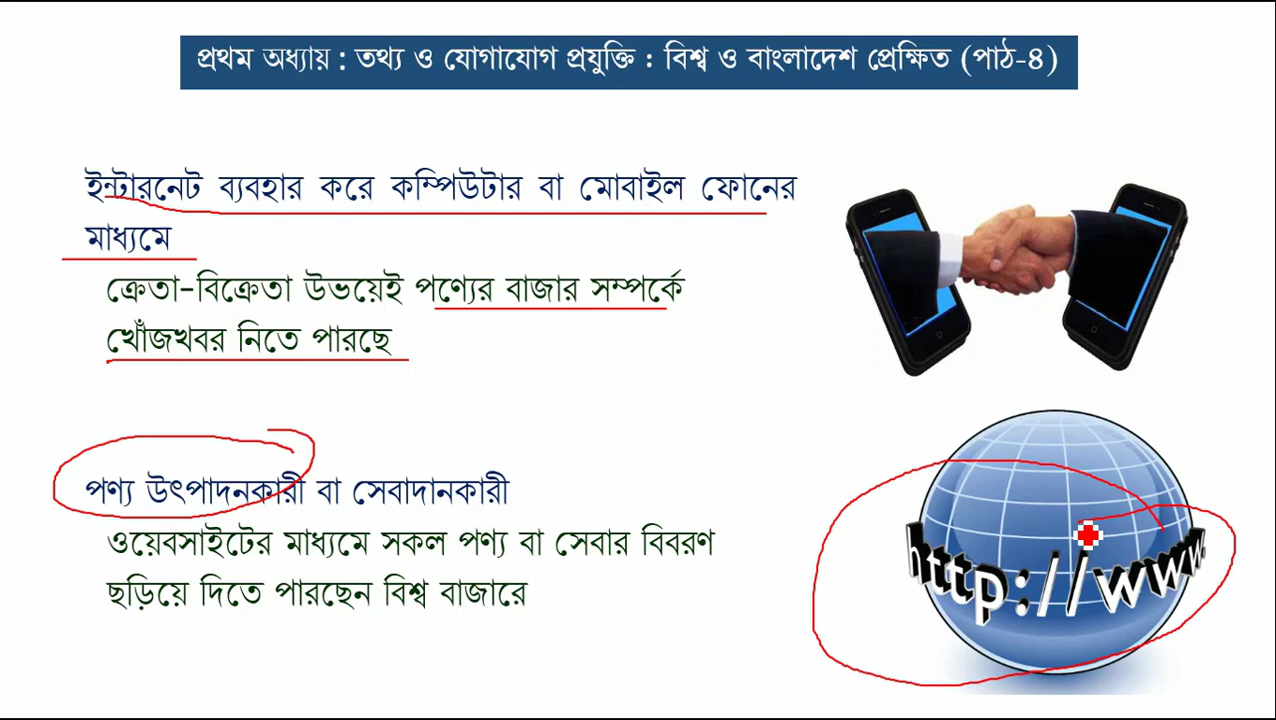 প্রথম অধ্যায় : তথ্য ও যোগাযোগ প্রযুক্তি : বিশ্ব ও বাংলাদেশ প্রেক্ষিত (পাঠ-৪)
ইন্টারনেট ব্যবহার করে কম্পিউটার বা মোবাইল ফোনের
মাধ্যমে
ক্রেতা-বিক্রেতা উভয়েই পণ্যের বাজার সম্পর্কে
খোঁজখবর নিতে পারছে
পণ্য উৎপাদনকারী বা সেবাদানকারী
ওয়েবসাইটের মাধ্যমে সকল পণ্য বা সেবার বিবরণ
ছড়িয়ে দিতে পারছেন বিশ্ব বাজারে
http://www